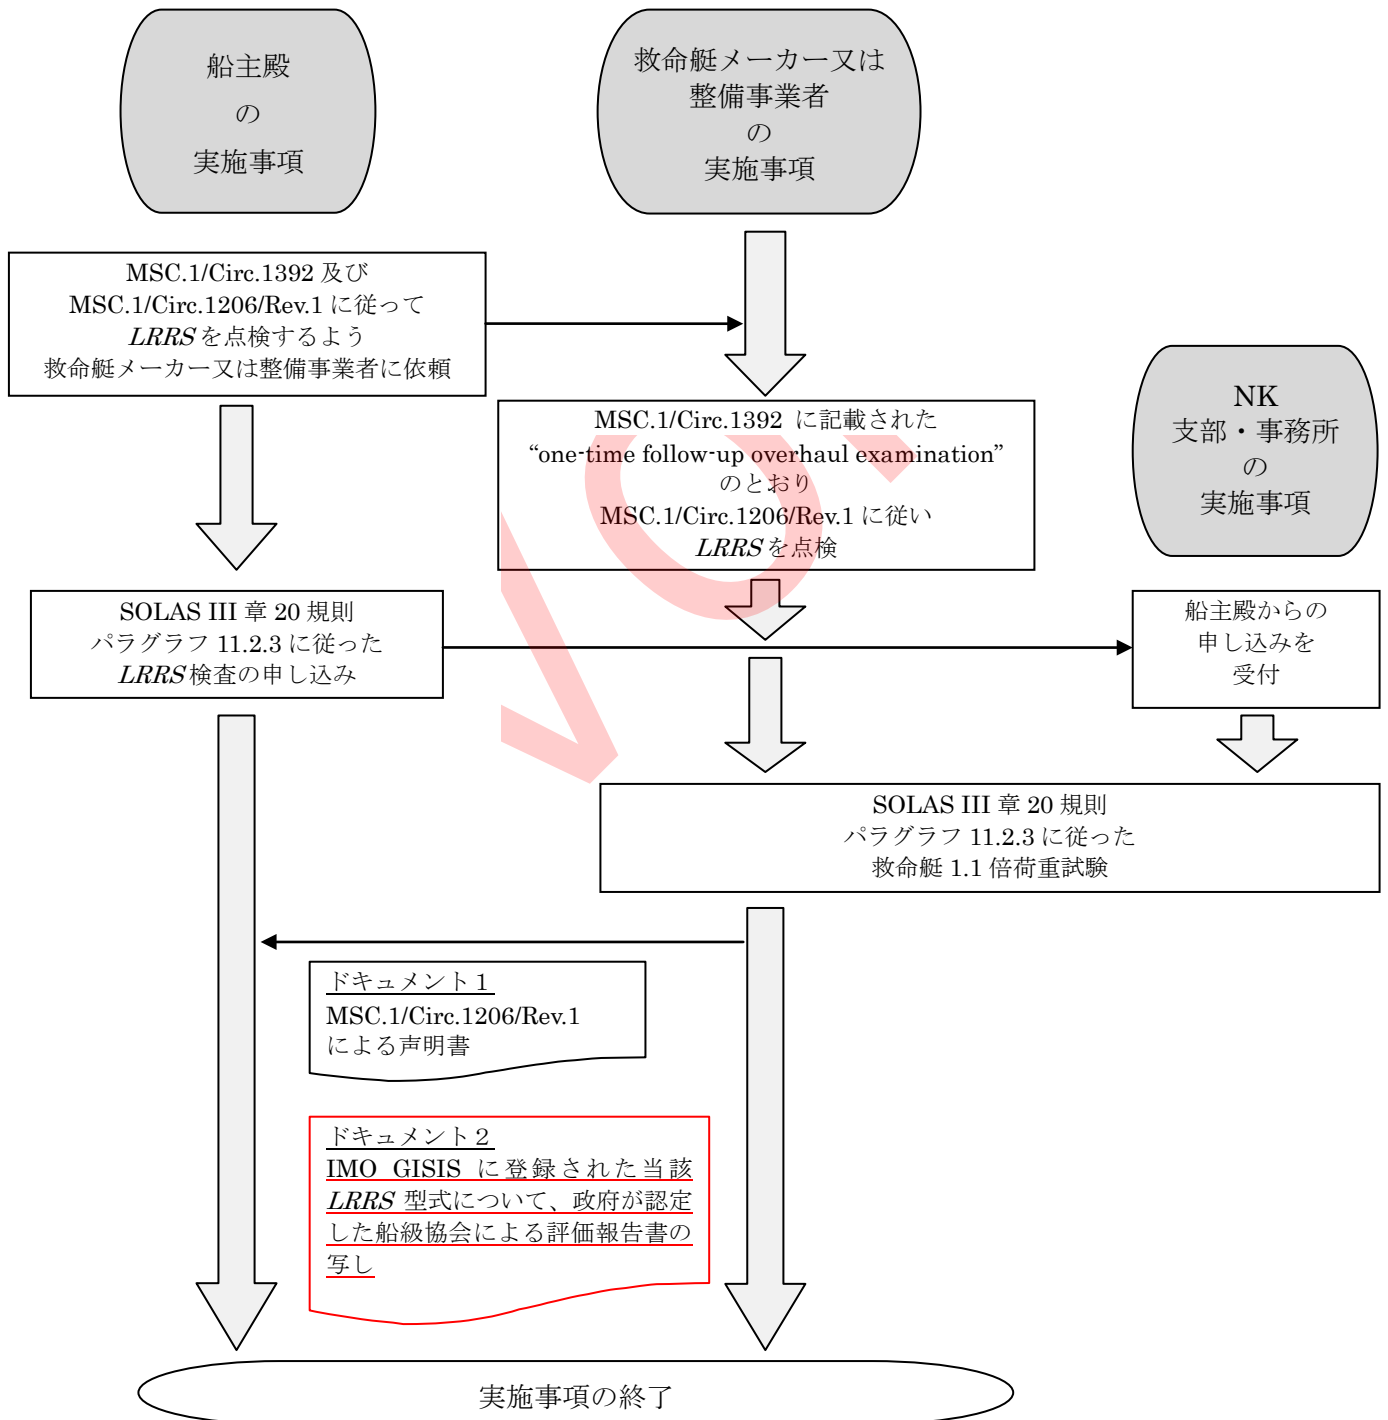 船主殿
の
実施事項
救命艇メーカー又は
整備事業者
の
実施事項
MSC.1/Circ.1392 及び
MSC.1/Circ.1206/Rev.1 に従って
LRRS を点検するよう
救命艇メーカー又は整備事業者に依頼
MSC.1/Circ.1392 に記載された
“one-time follow-up overhaul examination”
のとおり
MSC.1/Circ.1206/Rev.1 に従い
LRRS を点検
NK
支部・事務所
の
実施事項
SOLAS III 章 20 規則
パラグラフ 11.2.3 に従った
LRRS 検査の申し込み
船主殿からの
申し込みを
受付
SOLAS III 章 20 規則
パラグラフ 11.2.3 に従った
救命艇 1.1 倍荷重試験
ドキュメント１
MSC.1/Circ.1206/Rev.1
による声明書
ドキュメント２
IMO GISIS に登録された当該
LRRS 型式について、政府が認定
した船級協会による評価報告書の
写し
実施事項の終了